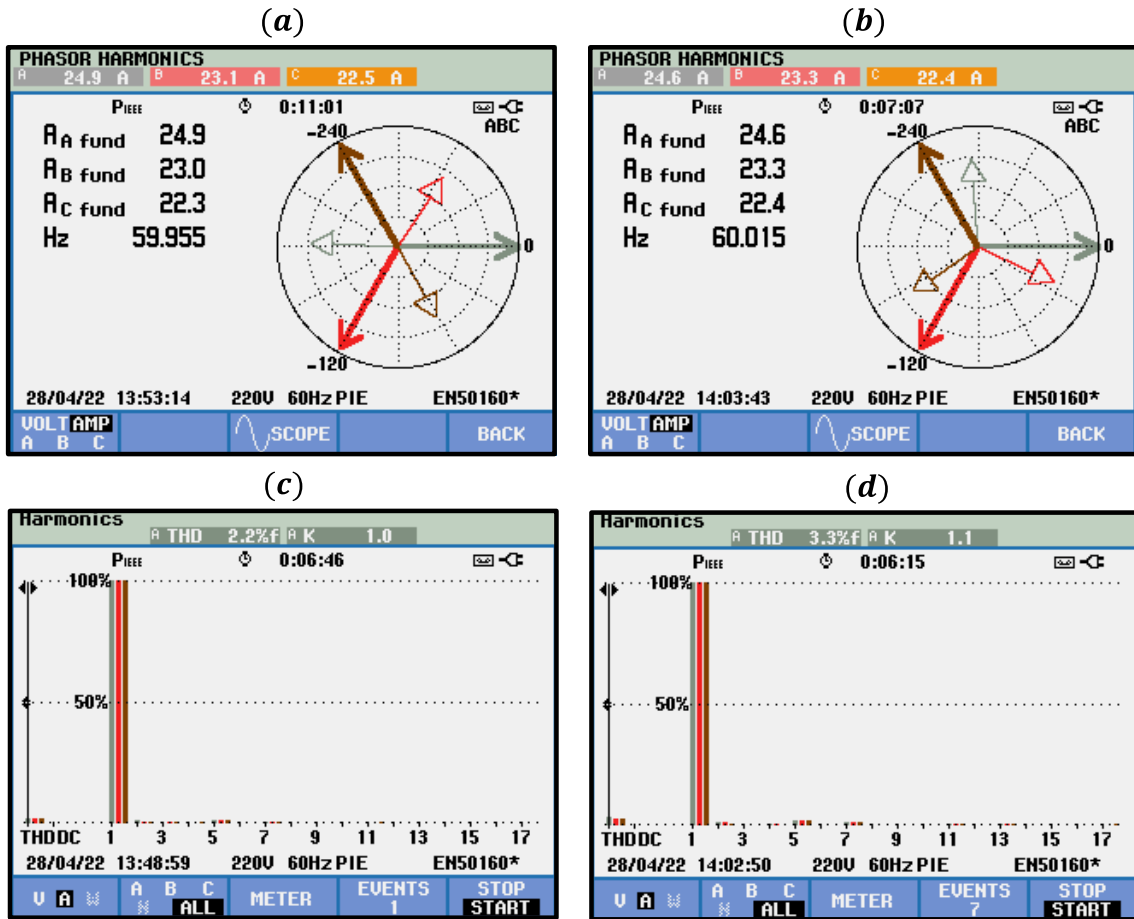 (a)
PHASOR HARMONICS
A 24.9 A B 23.1 A C 22.5 A
PIEEE 0:11:01
ABC
AA fund 24.9
AB fund 23.0
AC fund 22.3
Hz 59.955
-240
0
-120
28/04/22 13:53:14 220V 60Hz PIE EN50160*
VOLT AMP
A B C
SCOPE
BACK
(b)
PHASOR HARMONICS
A 24.6 A B 23.3 A C 22.4 A
PIEEE 0:07:07
ABC
AA fund 24.6
AB fund 23.3
AC fund 22.4
Hz 60.015
-240
0
-120
28/04/22 14:03:43 220V 60Hz PIE EN50160*
VOLT AMP
A B C
SCOPE
BACK
(c)
Harmonics
A THD 2.2%f A K 1.0
PIEEE 0:06:46
100%
50%
THD DC 1 3 5 7 9 11 13 15 17
28/04/22 13:48:59 220V 60Hz PIE EN50160*
V A W
A B C
N ALL
METER
EVENTS
1
STOP
START
(d)
Harmonics
A THD 3.3%f A K 1.1
PIEEE 0:06:15
100%
50%
THD DC 1 3 5 7 9 11 13 15 17
28/04/22 14:02:50 220V 60Hz PIE EN50160*
V A W
A B C
N ALL
METER
EVENTS
7
STOP
START